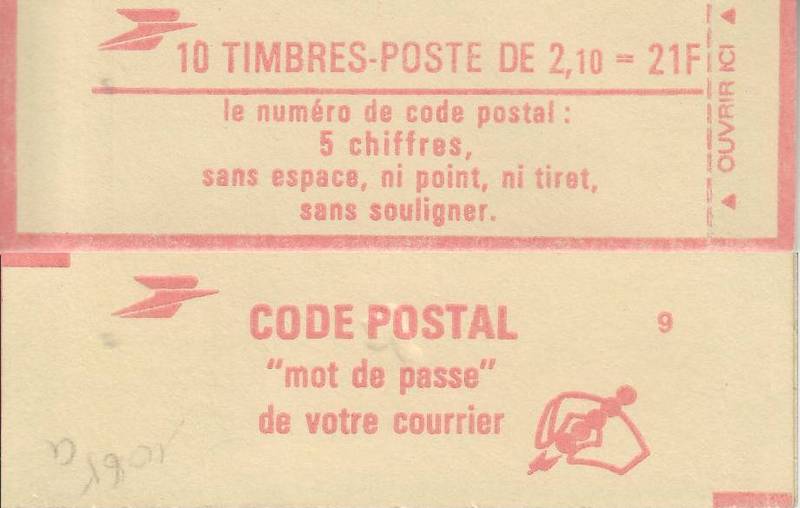 10 TIMBRES-POSTE DE 2,10 = 21F
le numéro de code postal :
5 chiffres,
sans espace, ni point, ni tiret,
sans souligner.
▲ OUVRIR ICI ▲
CODE POSTAL
9
"mot de passe"
de votre courrier